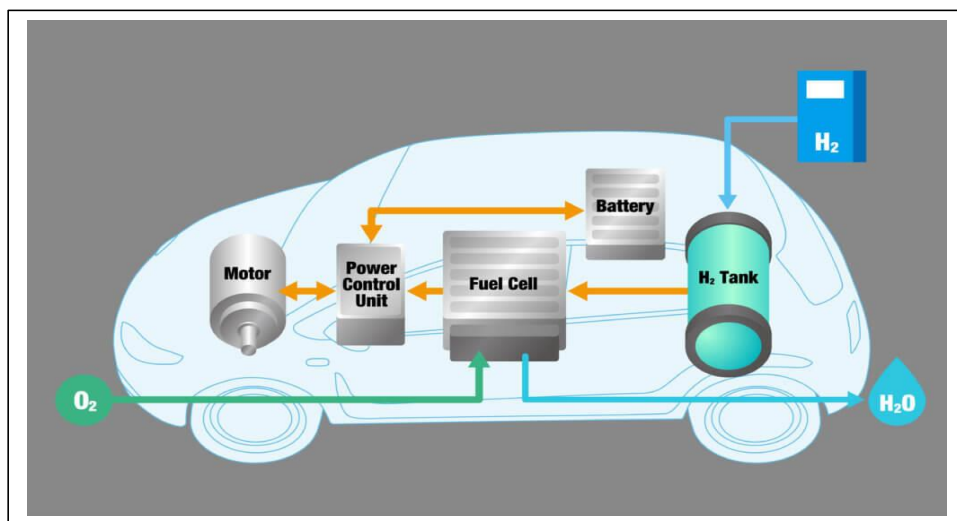 H₂
Battery
Motor
Power
Control
Unit
Fuel Cell
H₂ Tank
O₂
H₂O